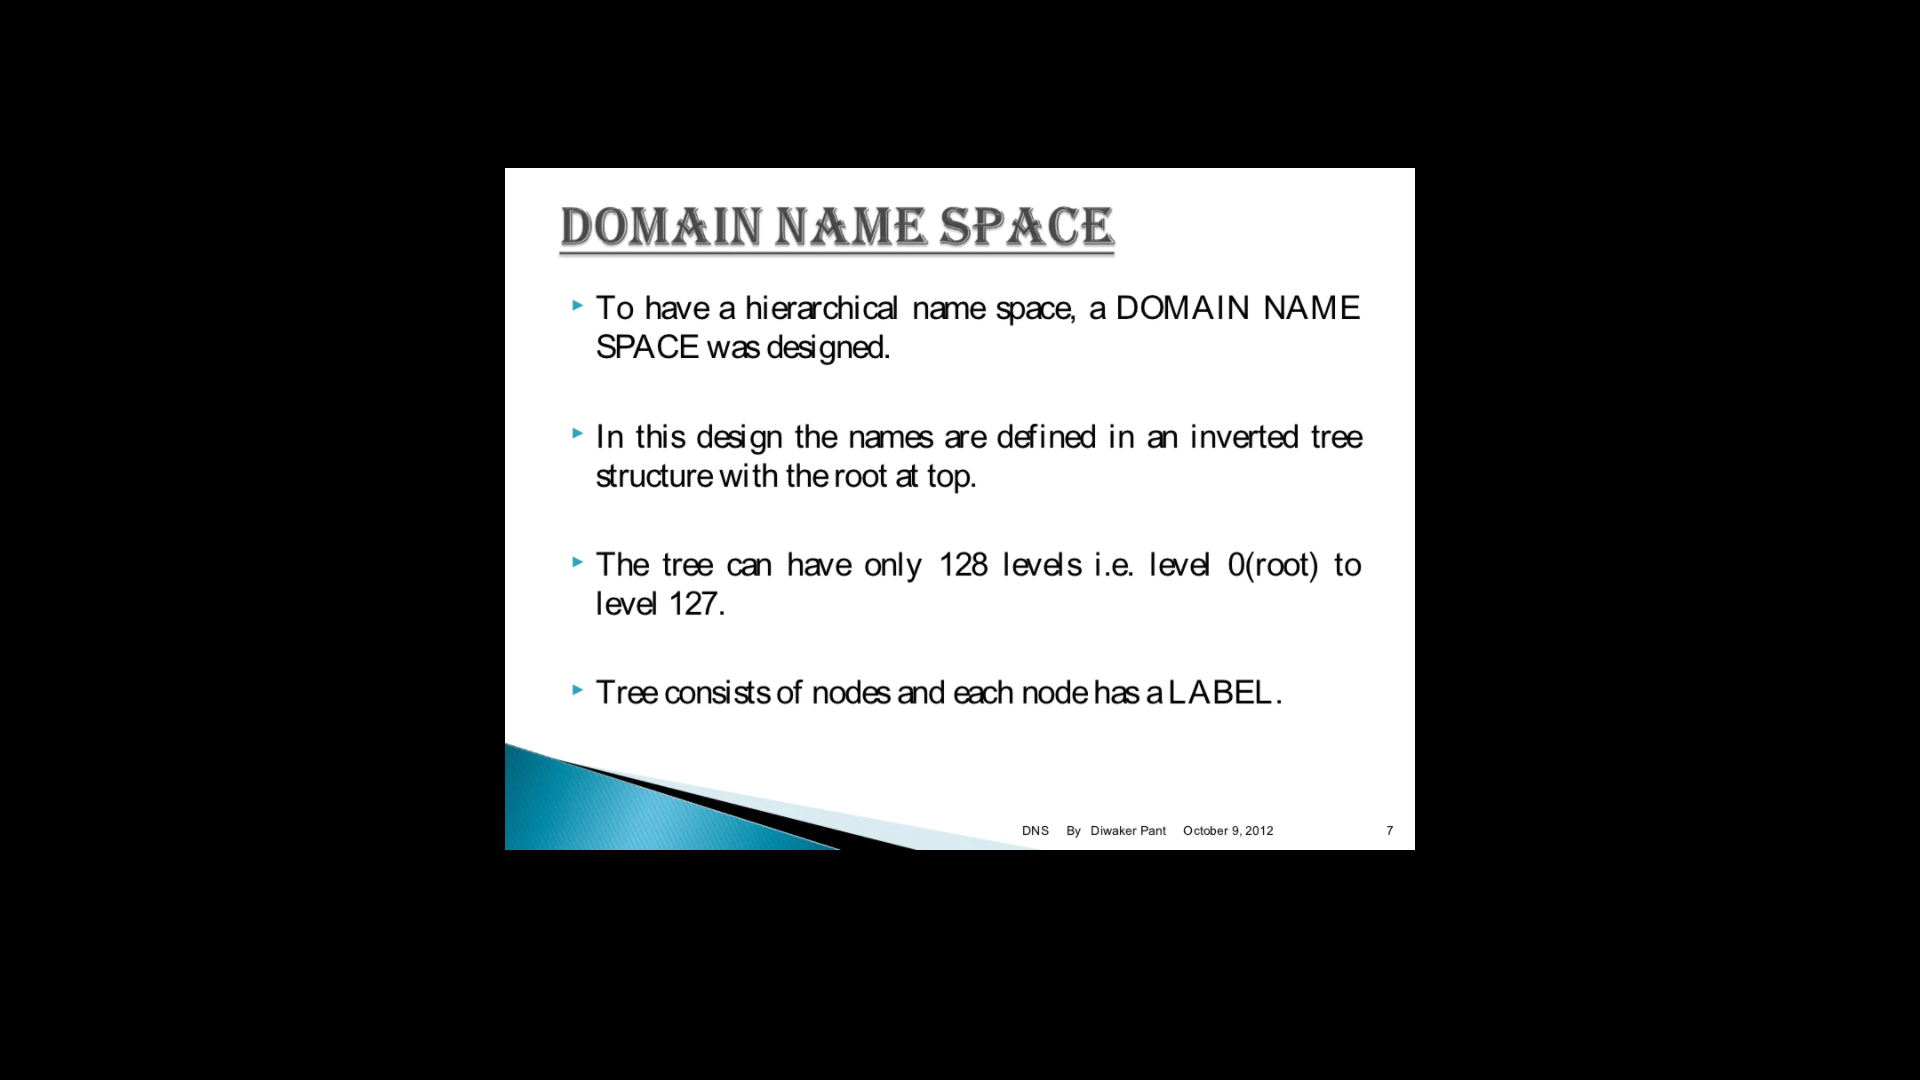 DOMAIN NAME SPACE
To have a hierarchical name space, a DOMAIN NAME
SPACE was designed.
In this design the names are defined in an inverted tree
structure with the root at top.
The tree can have only 128 levels i.e. level 0(root) to
level 127.
Tree consists of nodes and each node has a LABEL.
DNS By Diwaker Pant October 9, 2012 7